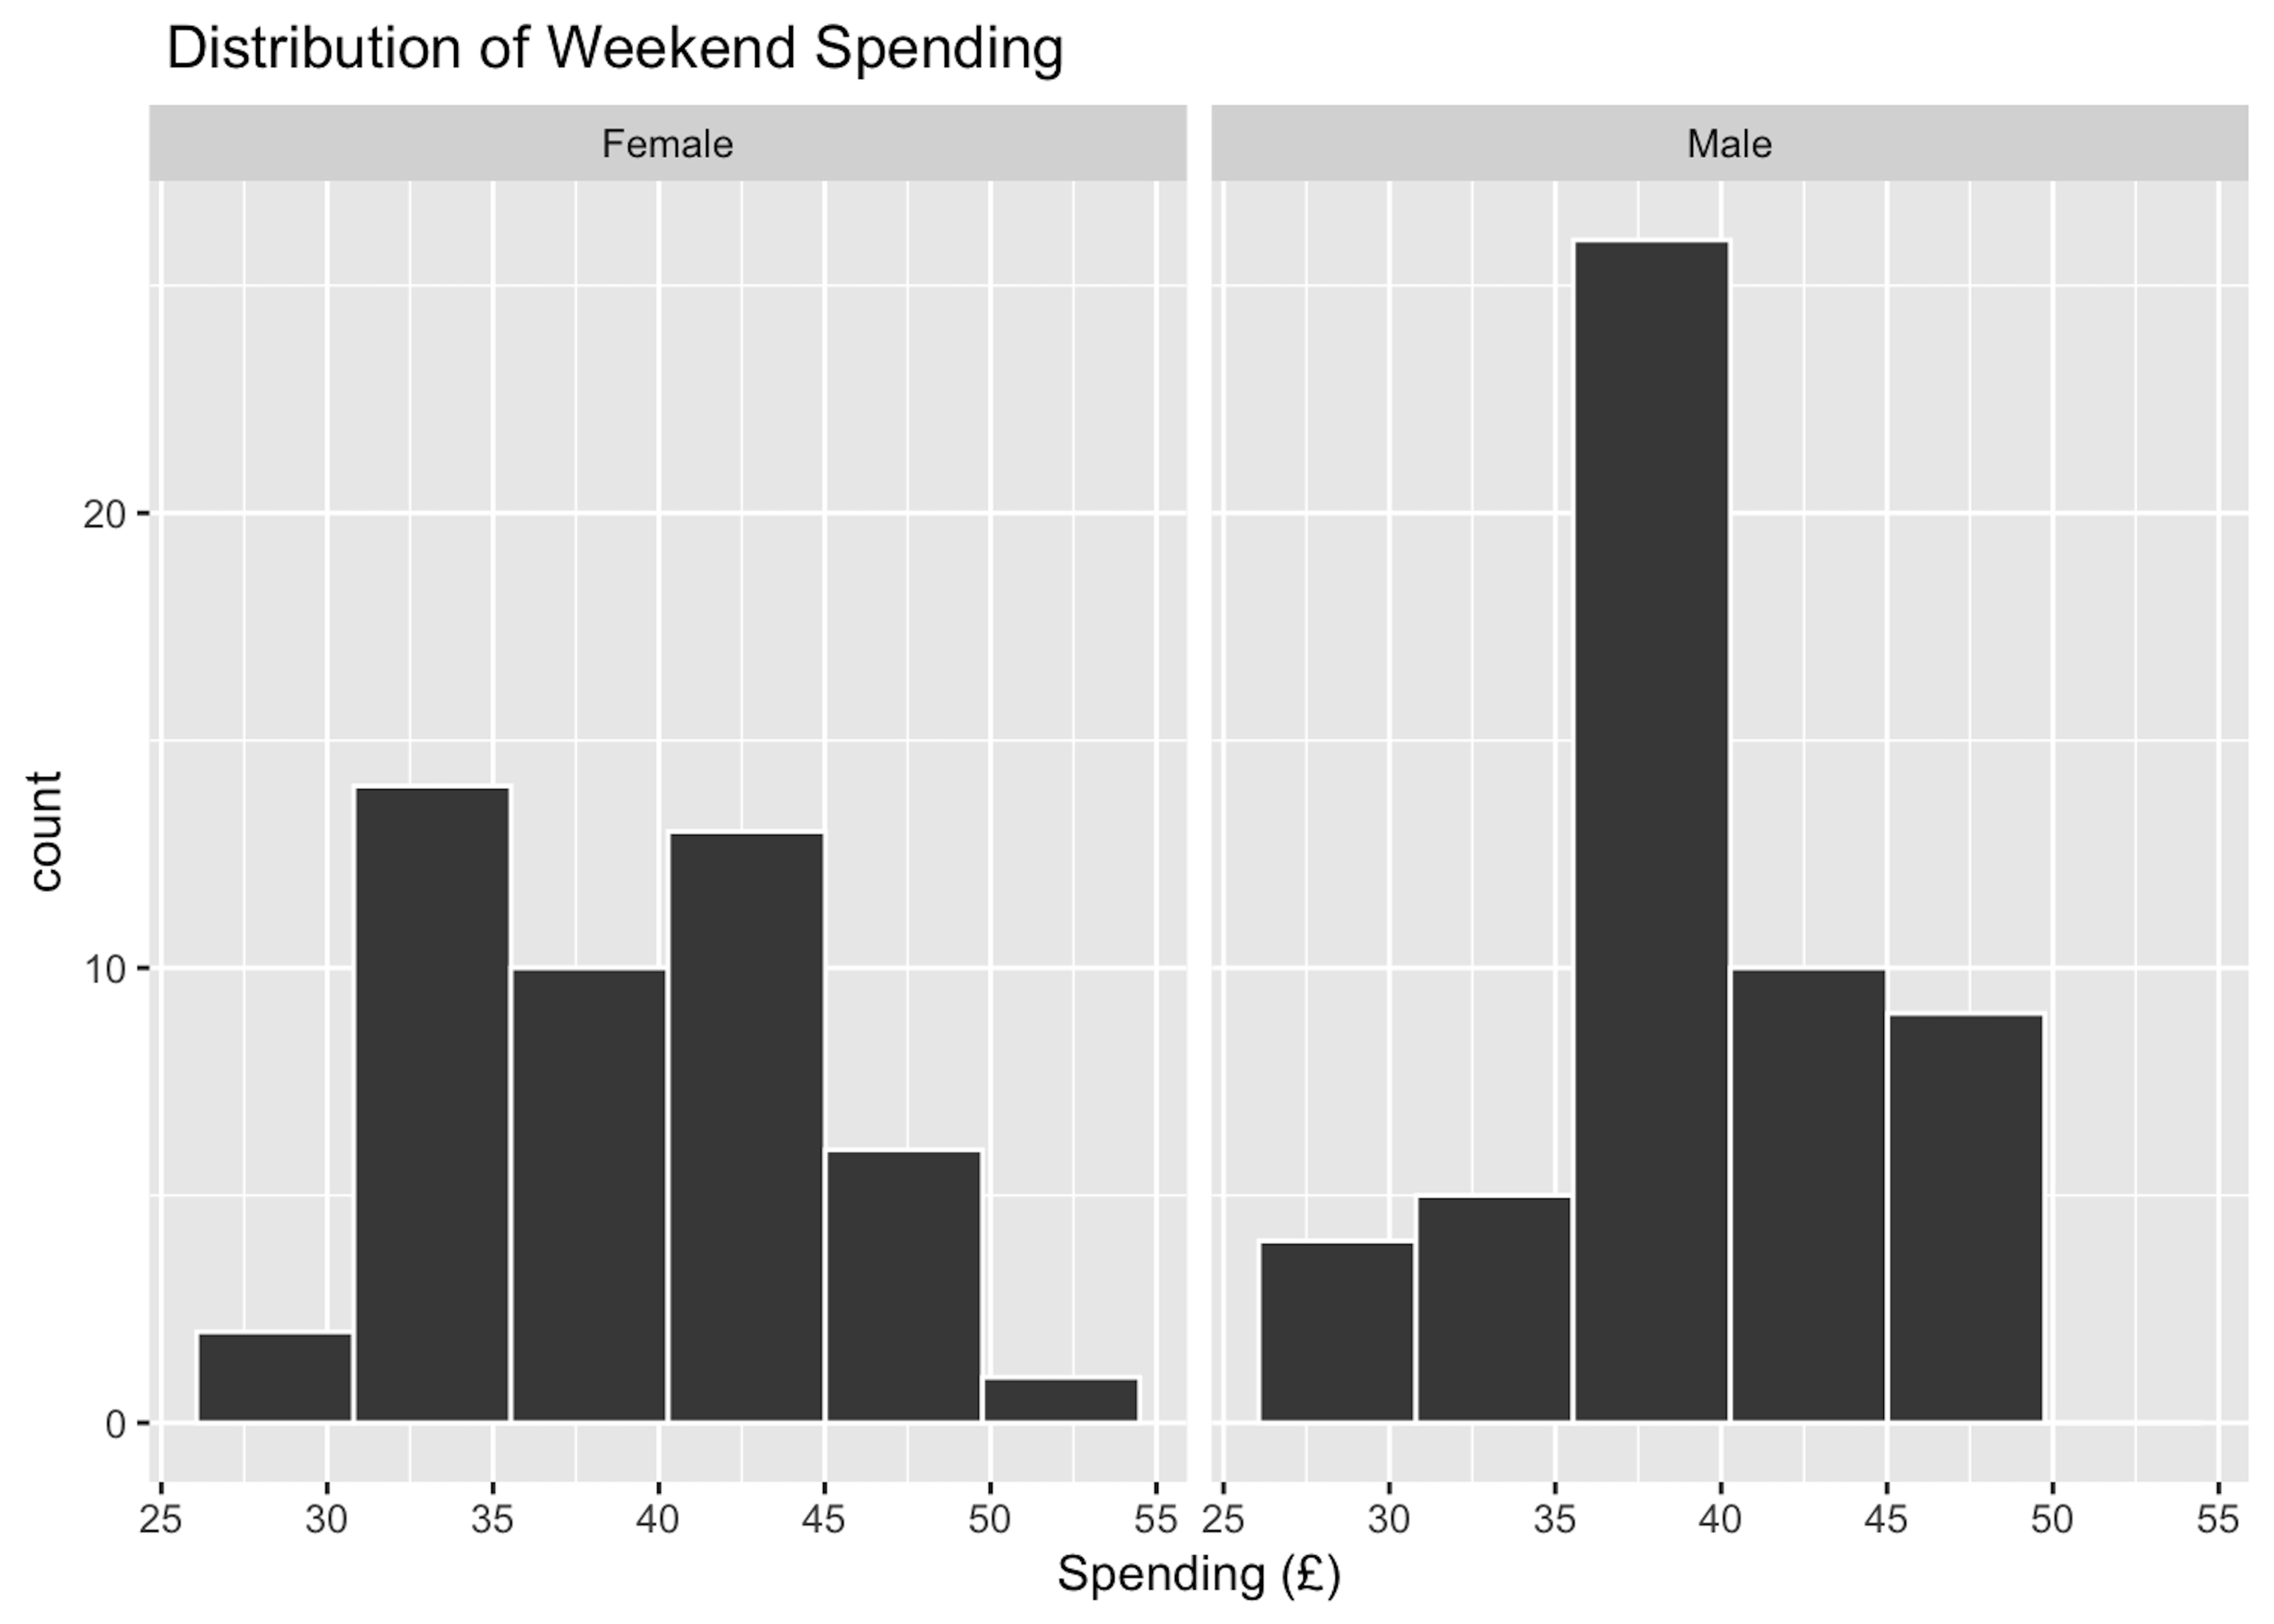 Distribution of Weekend Spending
Female Male
20
10
0
count
25 30 35 40 45 50 55 25 30 35 40 45 50 55
Spending (£)